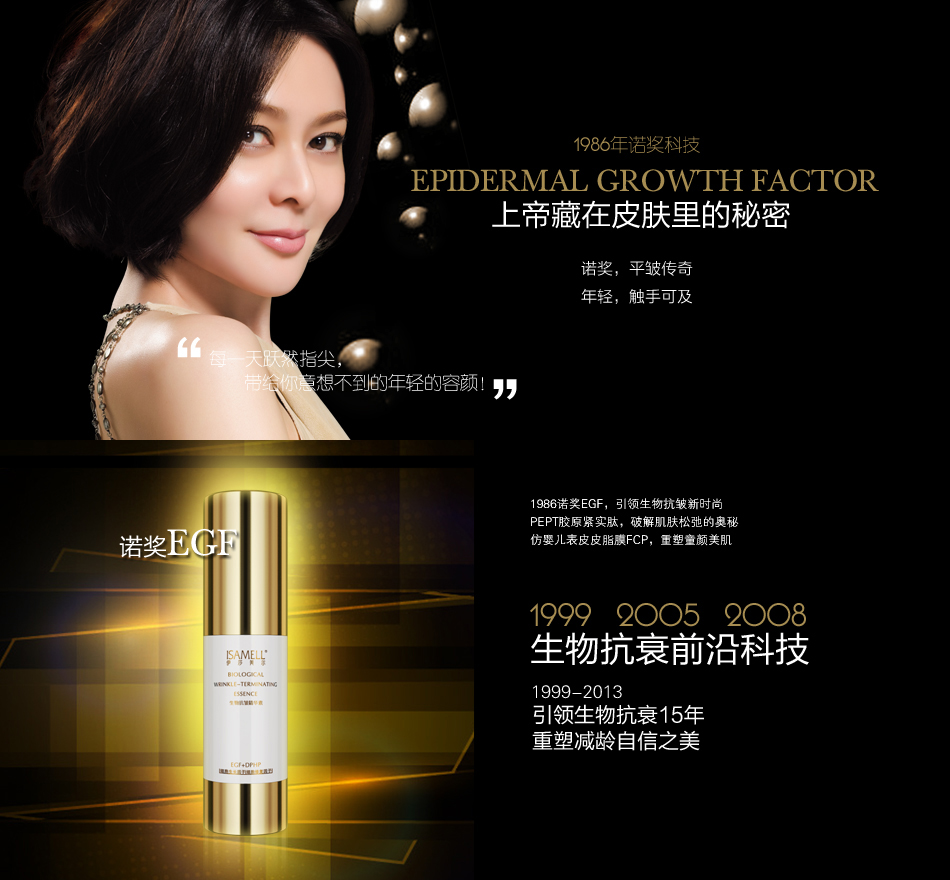 1986年诺奖科技
EPIDERMAL GROWTH FACTOR
上帝藏在皮肤里的秘密
诺奖，平皱传奇
年轻，触手可及
“每一天跃然指尖，
带给你意想不到的年轻的容颜！”
诺奖EGF
ISAMELL®
BIOLOGICAL
WRINKLE-TERMINATING
ESSENCE
生物抗皱精华素
EGF+DPHP
1986诺奖EGF，引领生物抗皱新时尚
PEPT胶原紧实肽，破解肌肤松弛的奥秘
仿婴儿表皮皮脂膜FCP，重塑童颜美肌
1999 2005 2008
生物抗衰前沿科技
1999-2013
引领生物抗衰15年
重塑减龄自信之美